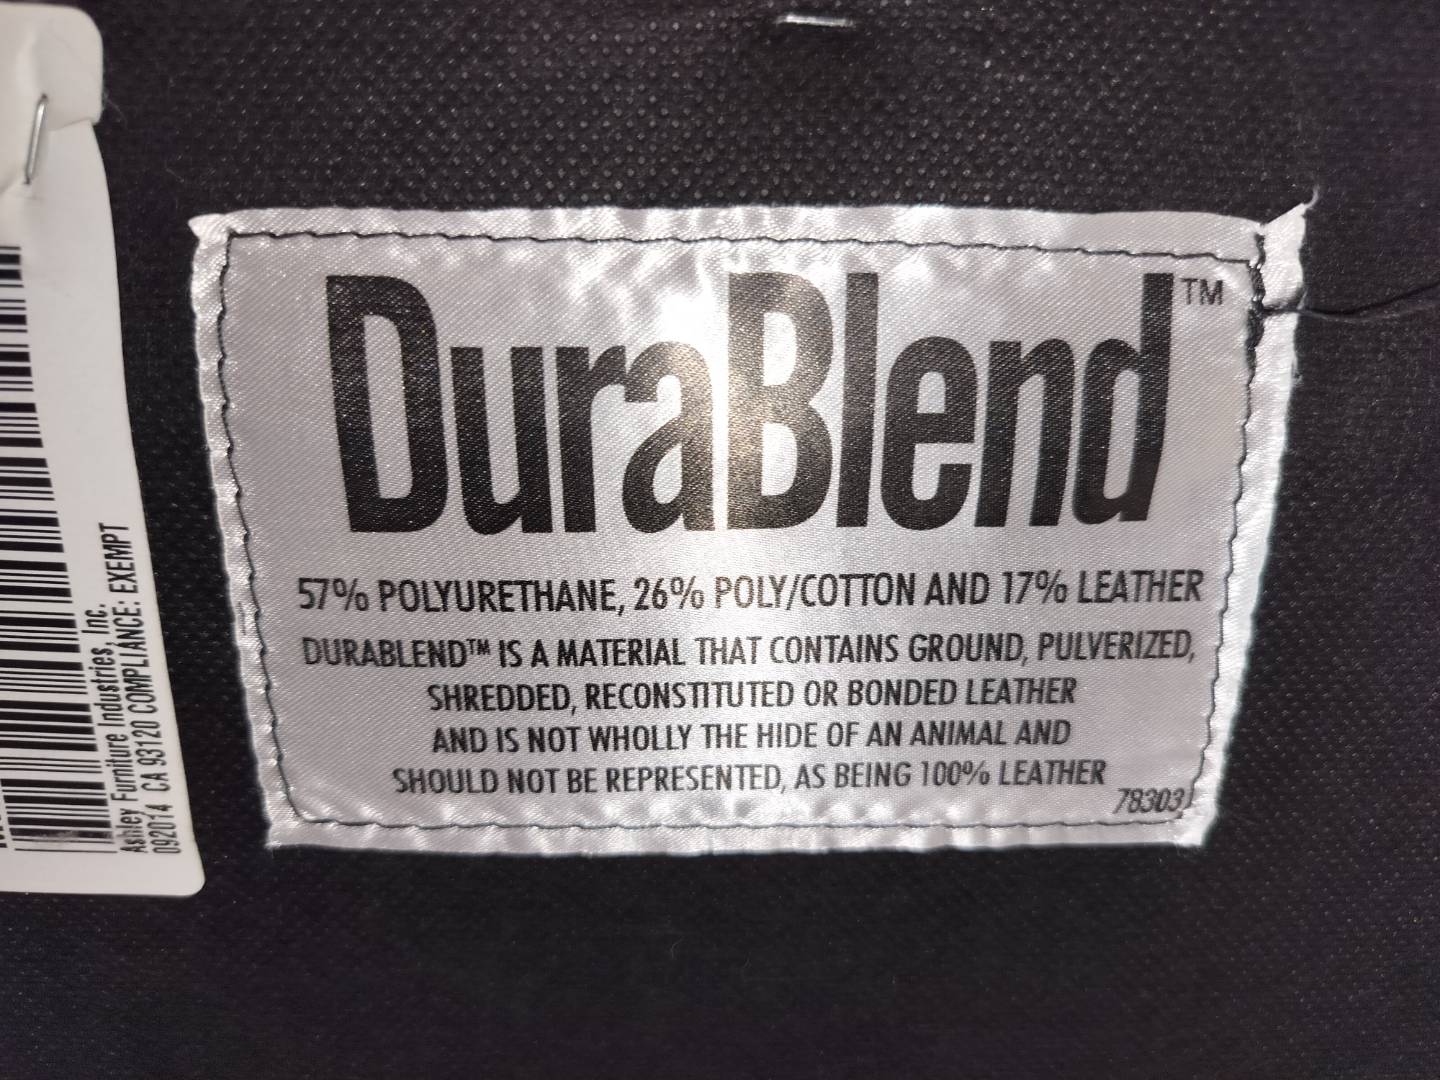 DuraBlend™
57% POLYURETHANE, 26% POLY/COTTON AND 17% LEATHER
DURABLEND™ IS A MATERIAL THAT CONTAINS GROUND, PULVERIZED,
SHREDDED, RECONSTITUTED OR BONDED LEATHER
AND IS NOT WHOLLY THE HIDE OF AN ANIMAL AND
SHOULD NOT BE REPRESENTED, AS BEING 100% LEATHER
78303
Ashley Furniture Industries, Inc.
092014 CA 93120 COMPLIANCE: EXEMPT